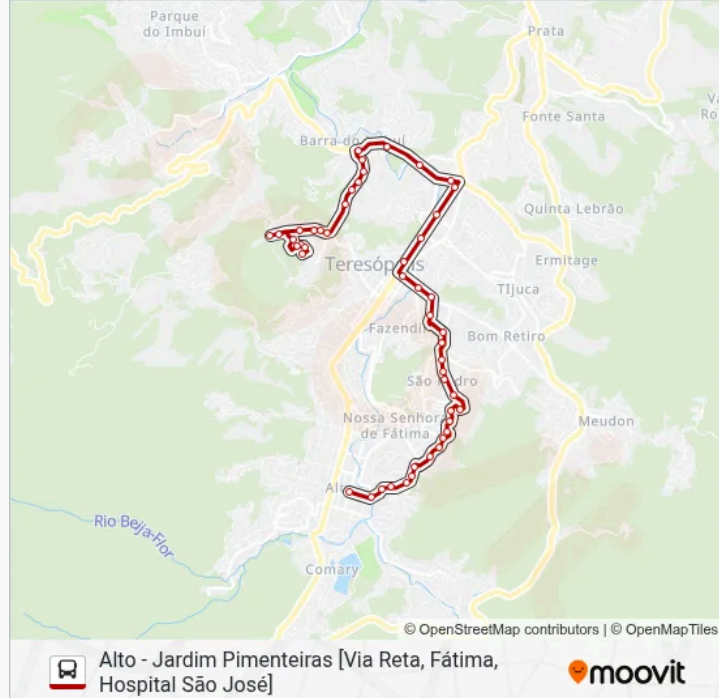 Parque
do Imbuí
Prata
Fonte Santa
Barra do Imbuí
Quinta Lebrão
Teresópolis
Ermitage
TIjuca
Fazendi
Bom Retiro
São Pedro
Nossa Senhora
de Fátima
Meudon
Alto
Rio Beija-Flor
Comary
© OpenStreetMap contributors | © OpenMapTiles
Alto - Jardim Pimenteiras [Via Reta, Fátima,
Hospital São José]
moovit